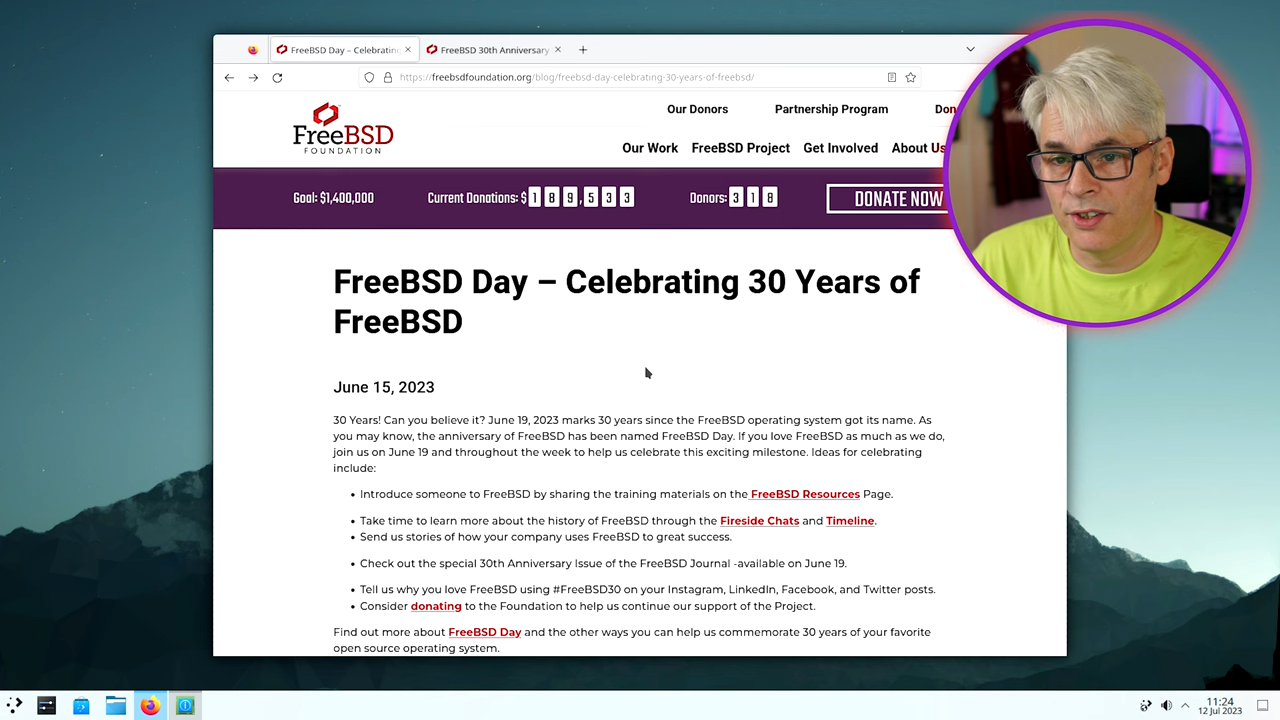 FreeBSD Day – Celebrating
FreeBSD 30th Anniversary
https://freebsdfoundation.org/blog/freebsd-day-celebrating-30-years-of-freebsd/
FreeBSD
FOUNDATION
Our Donors
Partnership Program
Our Work
FreeBSD Project
Get Involved
About Us
Goal: $1,400,000
Current Donations: $189,533
Donors: 318
DONATE NOW
FreeBSD Day – Celebrating 30 Years of
FreeBSD
June 15, 2023
30 Years! Can you believe it? June 19, 2023 marks 30 years since the FreeBSD operating system got its name. As
you may know, the anniversary of FreeBSD has been named FreeBSD Day. If you love FreeBSD as much as we do,
join us on June 19 and throughout the week to help us celebrate this exciting milestone. Ideas for celebrating
include:
• Introduce someone to FreeBSD by sharing the training materials on the FreeBSD Resources Page.
• Take time to learn more about the history of FreeBSD through the Fireside Chats and Timeline.
• Send us stories of how your company uses FreeBSD to great success.
• Check out the special 30th Anniversary Issue of the FreeBSD Journal -available on June 19.
• Tell us why you love FreeBSD using #FreeBSD30 on your Instagram, LinkedIn, Facebook, and Twitter posts.
• Consider donating to the Foundation to help us continue our support of the Project.
Find out more about FreeBSD Day and the other ways you can help us commemorate 30 years of your favorite
open source operating system.
11:24
12 Jul 2023